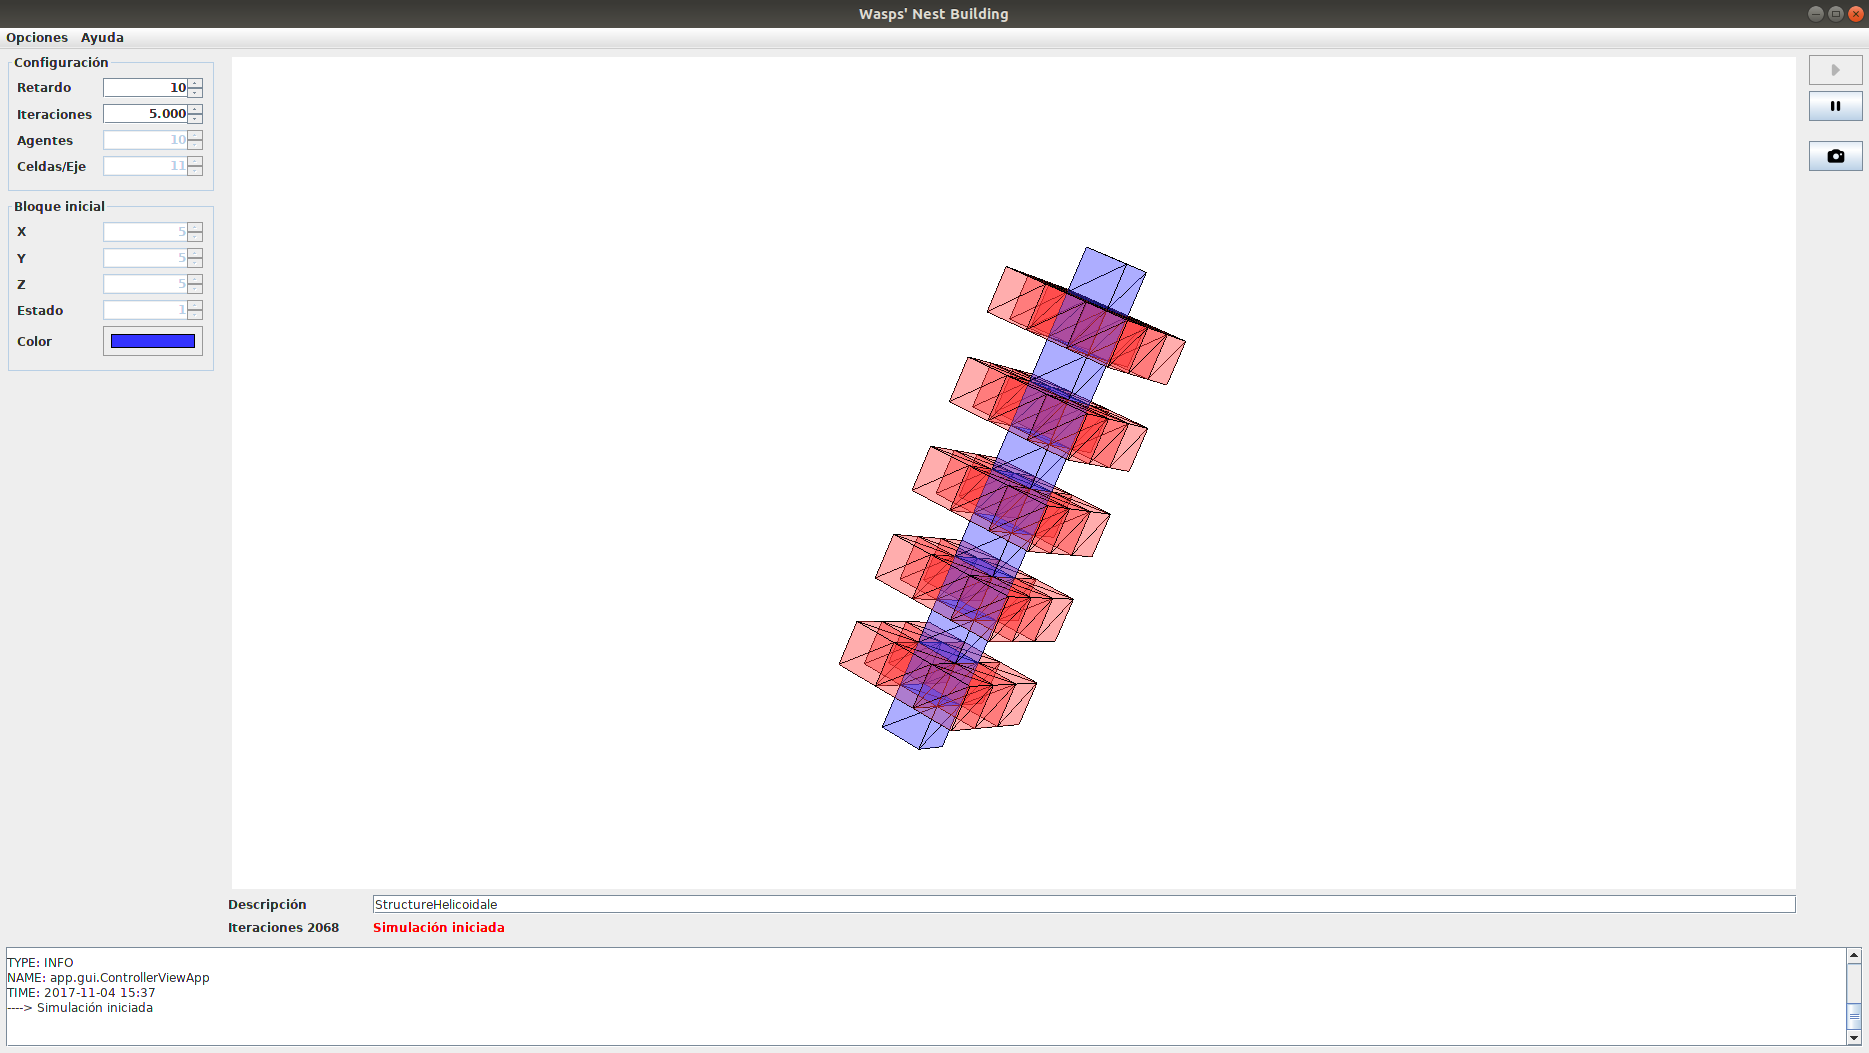 Wasps' Nest Building
Opciones Ayuda
Configuración
Retardo 10
Iteraciones 5.000
Agentes 10
Celdas/Eje 11
Bloque inicial
X 5
Y 5
Z 5
Estado 1
Color
Descripción StructureHelicoidale
Iteraciones 2068 Simulación iniciada
TYPE: INFO
NAME: app.gui.ControllerViewApp
TIME: 2017-11-04 15:37
----> Simulación iniciada